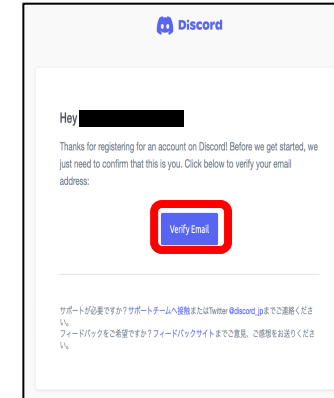 Discord
Hey
Thanks for registering for an account on Discord! Before we get started, we
just need to confirm that this is you. Click below to verify your email
address:
Verify Email
サポートが必要ですか？サポートチームへ接触またはTwitter @discord_jpまでご連絡くださ
い。
フィードバックをご希望ですか？フィードバックサイトまでご意見、ご感想をお送りくださ
い。